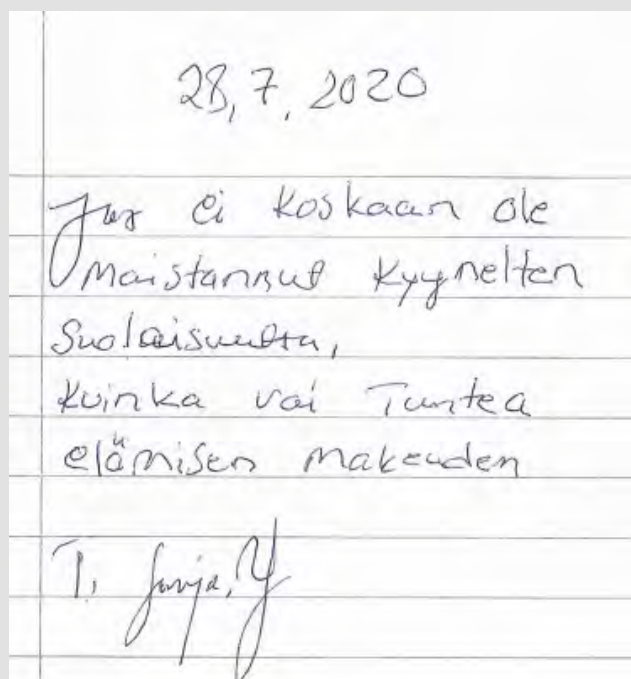 28,7,2020
Jos ei koskaan ole
maistannut kyynelten
suolaisuutta,
kuinka voi Tuntea
elämisen makeuden
T.